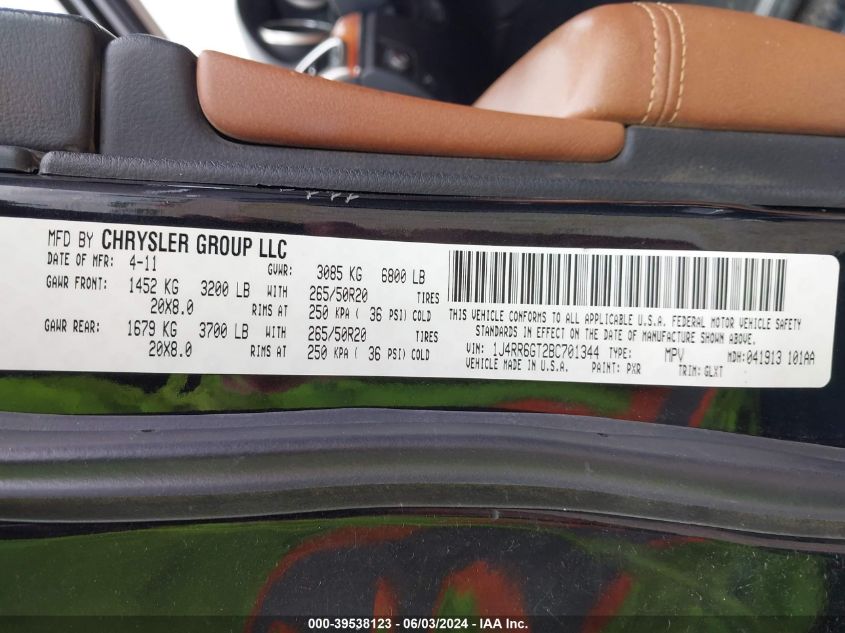 MFD BY CHRYSLER GROUP LLC
DATE OF MFR: 4-11 GVWR: 3085 KG 6800 LB
GAWR FRONT: 1452 KG 3200 LB WITH 265/50R20 TIRES
20X8.0 RIMS AT 250 KPA ( 36 PSI) COLD
GAWR REAR: 1679 KG 3700 LB WITH 265/50R20 TIRES
20X8.0 RIMS AT 250 KPA ( 36 PSI) COLD
THIS VEHICLE CONFORMS TO ALL APPLICABLE U.S.A. FEDERAL MOTOR VEHICLE SAFETY
STANDARDS IN EFFECT ON THE DATE OF MANUFACTURE SHOWN ABOVE.
VIN: 1J4RR6GT2BC701344 TYPE: MPV MDH: 041913 101AA
VEHICLE MADE IN U.S.A. PAINT: PXR TRIM: GLXT
000-39538123 - 06/03/2024 - IAA Inc.